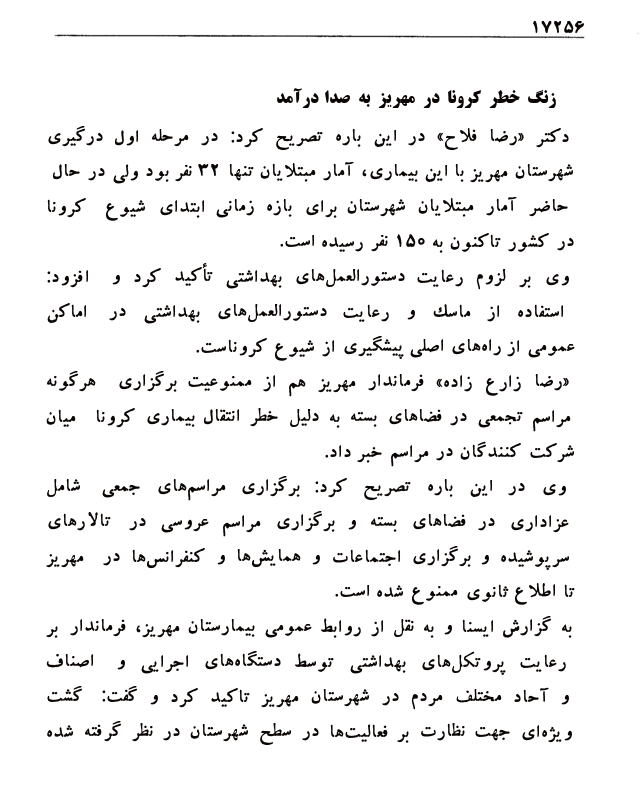 ۱۷۲۵۶
زنگ خطر کرونا در مهریز به صدا درآمد
دکتر «رضا فلاح» در این باره تصریح کرد: در مرحله اول درگیری
شهرستان مهریز با این بیماری، آمار مبتلایان تنها ۳۲ نفر بود ولی در حال
حاضر آمار مبتلایان شهرستان برای بازه زمانی ابتدای شیوع کرونا
در کشور تاکنون به ۱۵۰ نفر رسیده است.
وی بر لزوم رعایت دستورالعمل‌های بهداشتی تأکید کرد و افزود:
استفاده از ماسك و رعایت دستورالعمل‌های بهداشتی در اماکن
عمومی از راه‌های اصلی پیشگیری از شیوع کروناست.
«رضا زارع زاده» فرماندار مهریز هم از ممنوعیت برگزاری هرگونه
مراسم تجمعی در فضاهای بسته به دلیل خطر انتقال بیماری کرونا میان
شرکت کنندگان در مراسم خبر داد.
وی در این باره تصریح کرد: برگزاری مراسم‌های جمعی شامل
عزاداری در فضاهای بسته و برگزاری مراسم عروسی در تالارهای
سرپوشیده و برگزاری اجتماعات و همایش‌ها و کنفرانس‌ها در مهریز
تا اطلاع ثانوی ممنوع شده است.
به گزارش ایسنا و به نقل از روابط عمومی بیمارستان مهریز، فرماندار بر
رعایت پروتکل‌های بهداشتی توسط دستگاه‌های اجرایی و اصناف
و آحاد مختلف مردم در شهرستان مهریز تاکید کرد و گفت: گشت
ویژه‌ای جهت نظارت بر فعالیت‌ها در سطح شهرستان در نظر گرفته شده